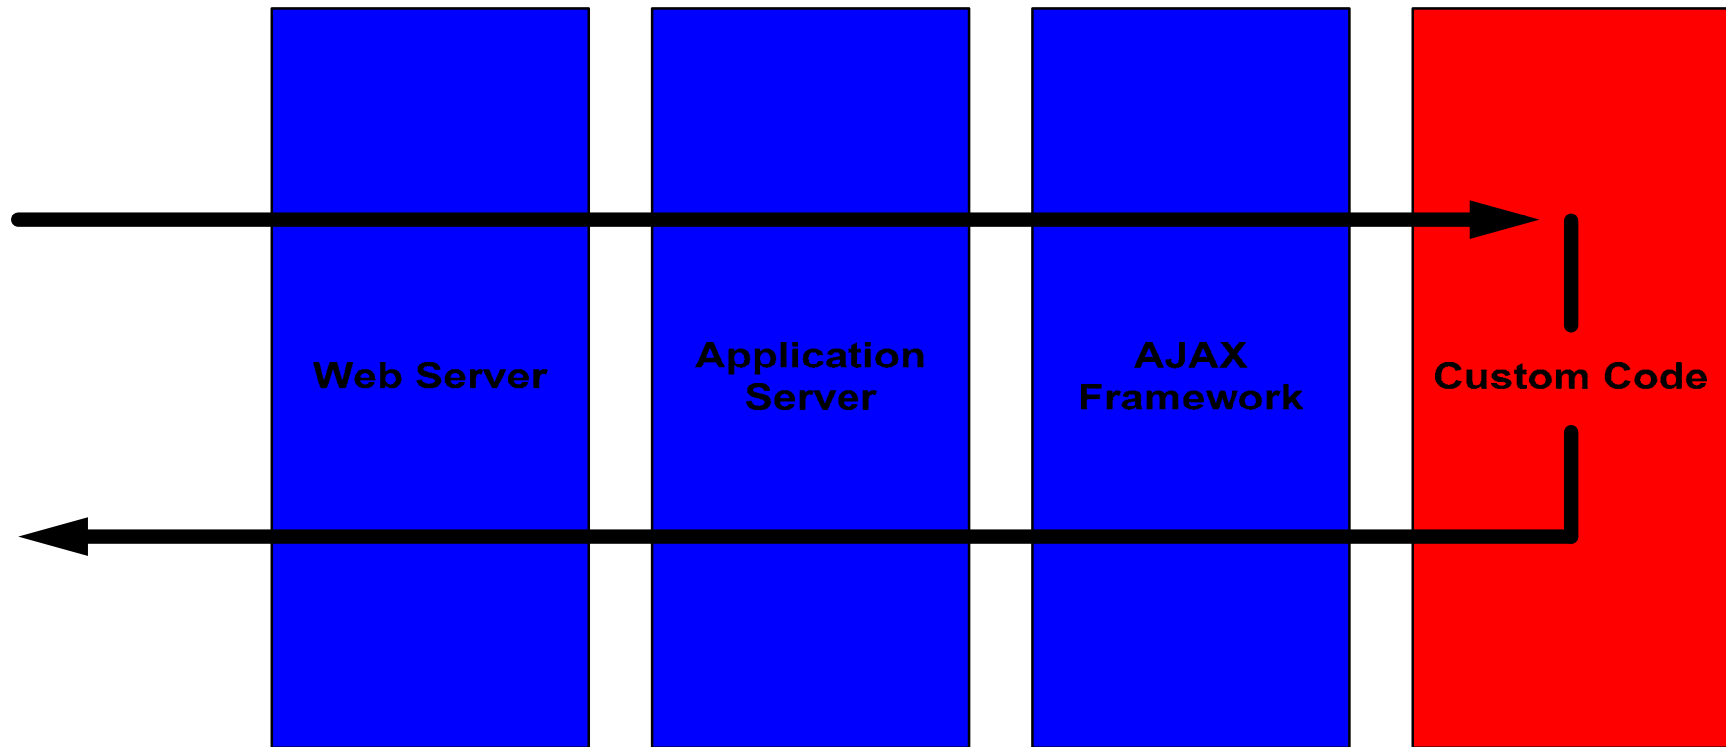 Web Server
Application
Server
AJAX
Framework
Custom Code